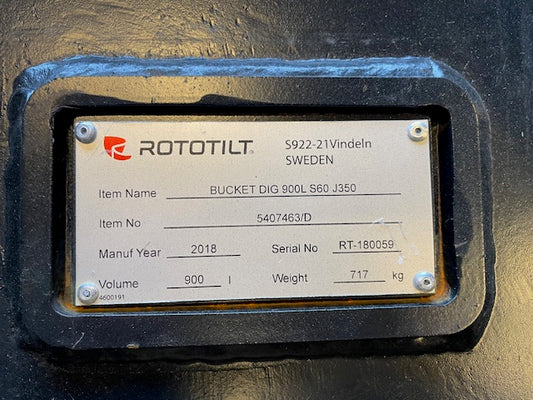 ROTOTILT® S922-21Vindeln
SWEDEN
Item Name BUCKET DIG 900L S60 J350
Item No 5407463/D
Manuf Year 2018 Serial No RT-180059
Volume 900 l Weight 717 kg
4600191